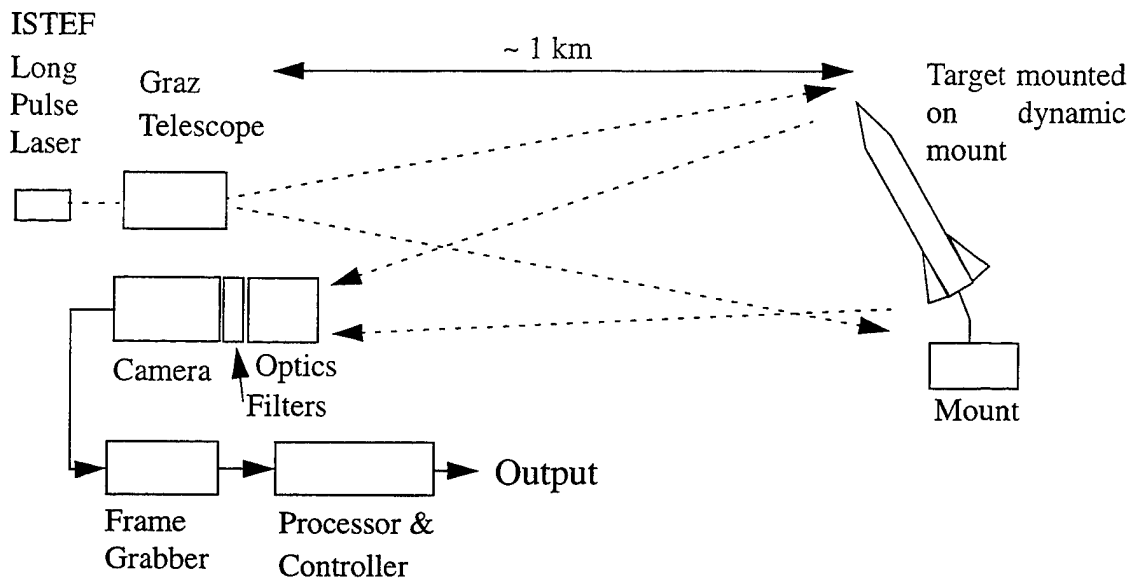 ISTEF
Long
Pulse
Laser
Graz
Telescope
~ 1 km
Target mounted
on dynamic
mount
Camera
Optics
Filters
Mount
Frame
Grabber
Processor &
Controller
Output